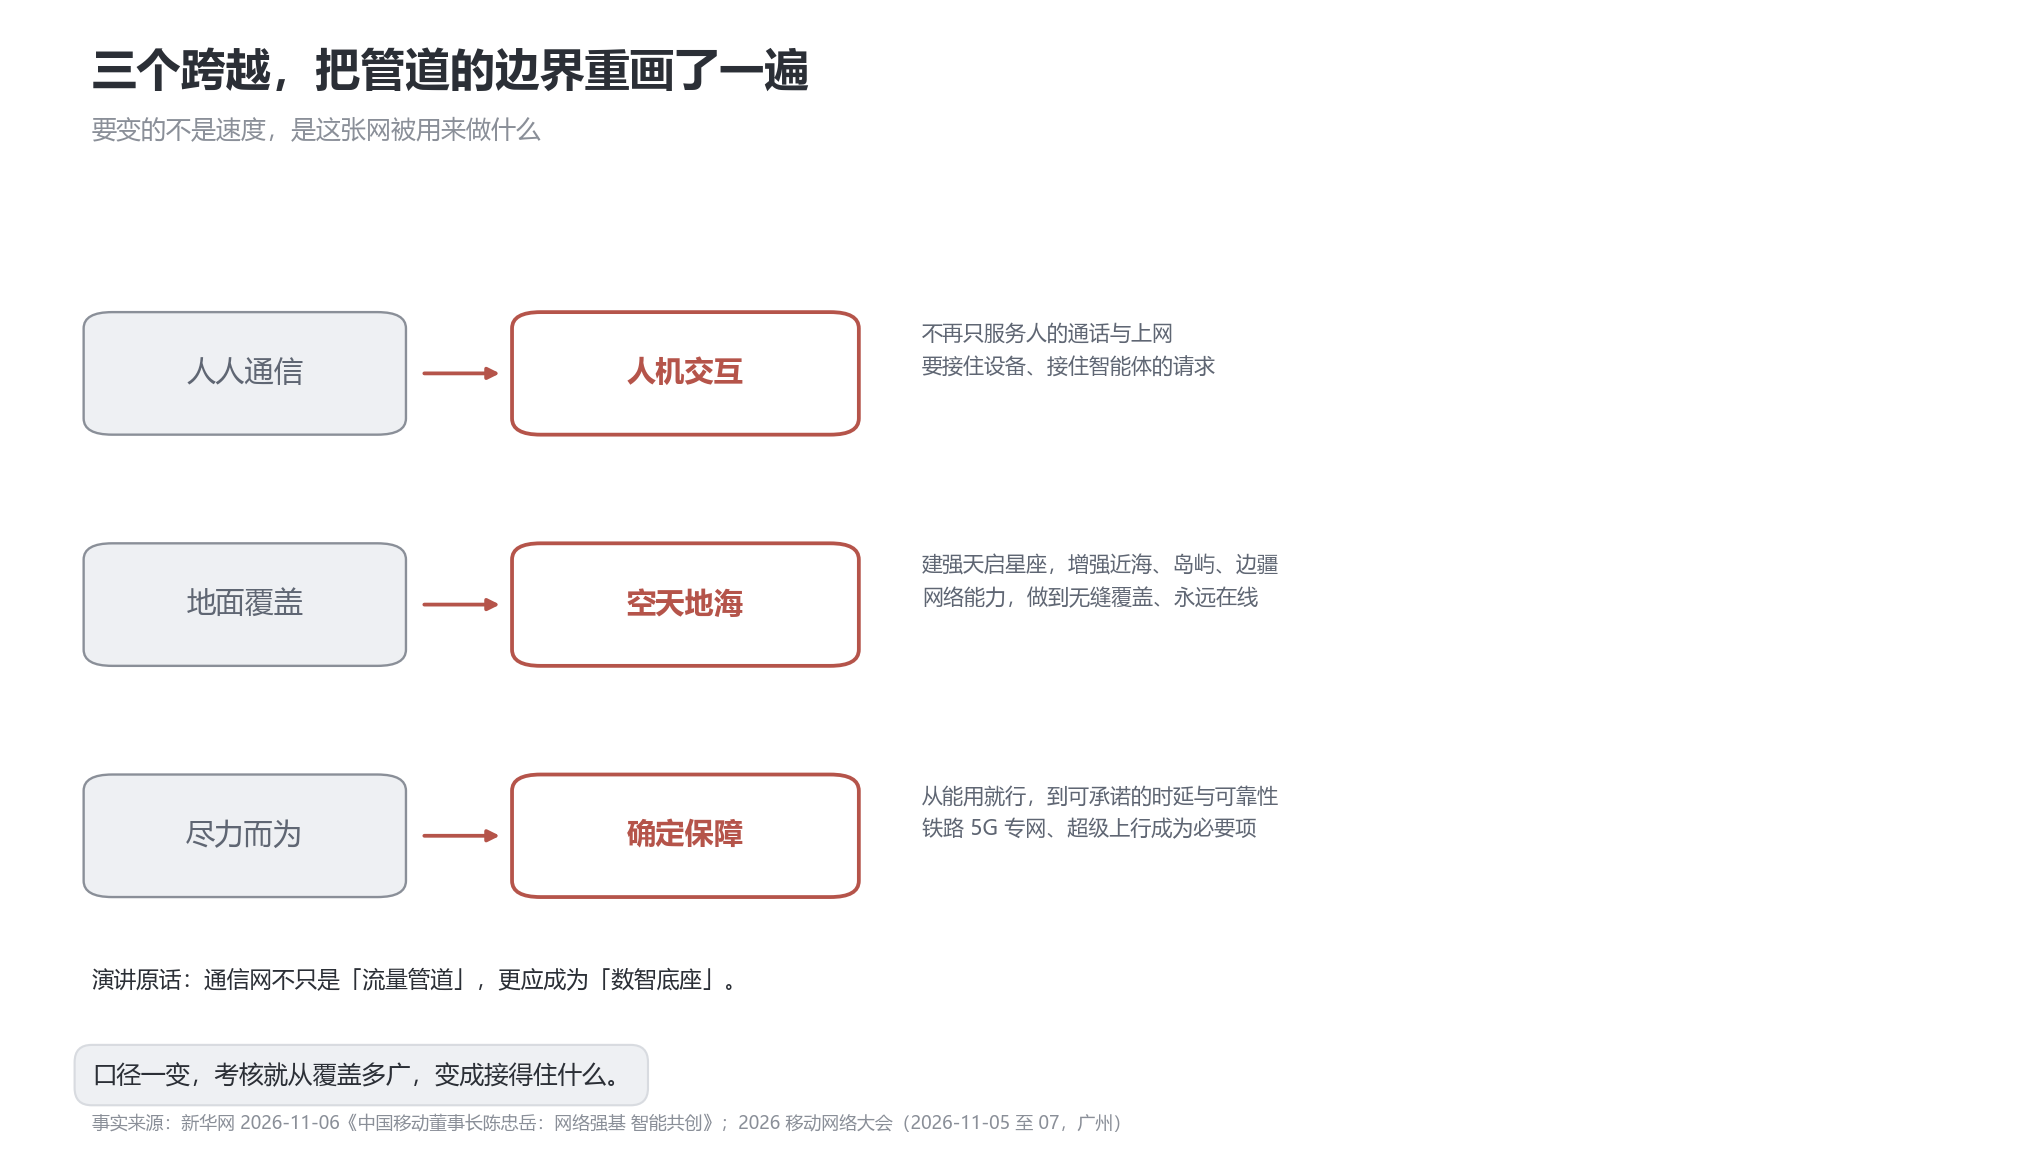 三个跨越，把管道的边界重画了一遍
要变的不是速度，是这张网被用来做什么
人人通信
人机交互
不再只服务人的通话与上网
要接住设备、接住智能体的请求
地面覆盖
空天地海
建强天启星座，增强近海、岛屿、边疆
网络能力，做到无缝覆盖、永远在线
尽力而为
确定保障
从能用就行，到可承诺的时延与可靠性
铁路 5G 专网、超级上行成为必要项
演讲原话：通信网不只是「流量管道」，更应成为「数智底座」。
口径一变，考核就从覆盖多广，变成接得住什么。
事实来源：新华网 2026-11-06《中国移动董事长陈忠岳：网络强基 智能共创》；2026 移动网络大会（2026-11-05 至 07，广州）